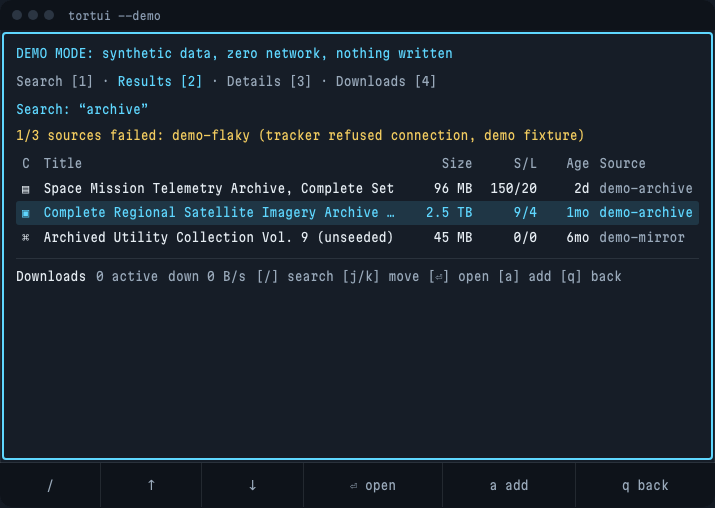 tortui --demo
DEMO MODE: synthetic data, zero network, nothing written
Search [1] · Results [2] · Details [3] · Downloads [4]
Search: “archive”
1/3 sources failed: demo-flaky (tracker refused connection, demo fixture)
C Title Size S/L Age Source
▤ Space Mission Telemetry Archive, Complete Set 96 MB 150/20 2d demo-archive
▣ Complete Regional Satellite Imagery Archive … 2.5 TB 9/4 1mo demo-archive
⌘ Archived Utility Collection Vol. 9 (unseeded) 45 MB 0/0 6mo demo-mirror
Downloads 0 active down 0 B/s [/] search [j/k] move [⏎] open [a] add [q] back
/ ↑ ↓ ⏎ open a add q back